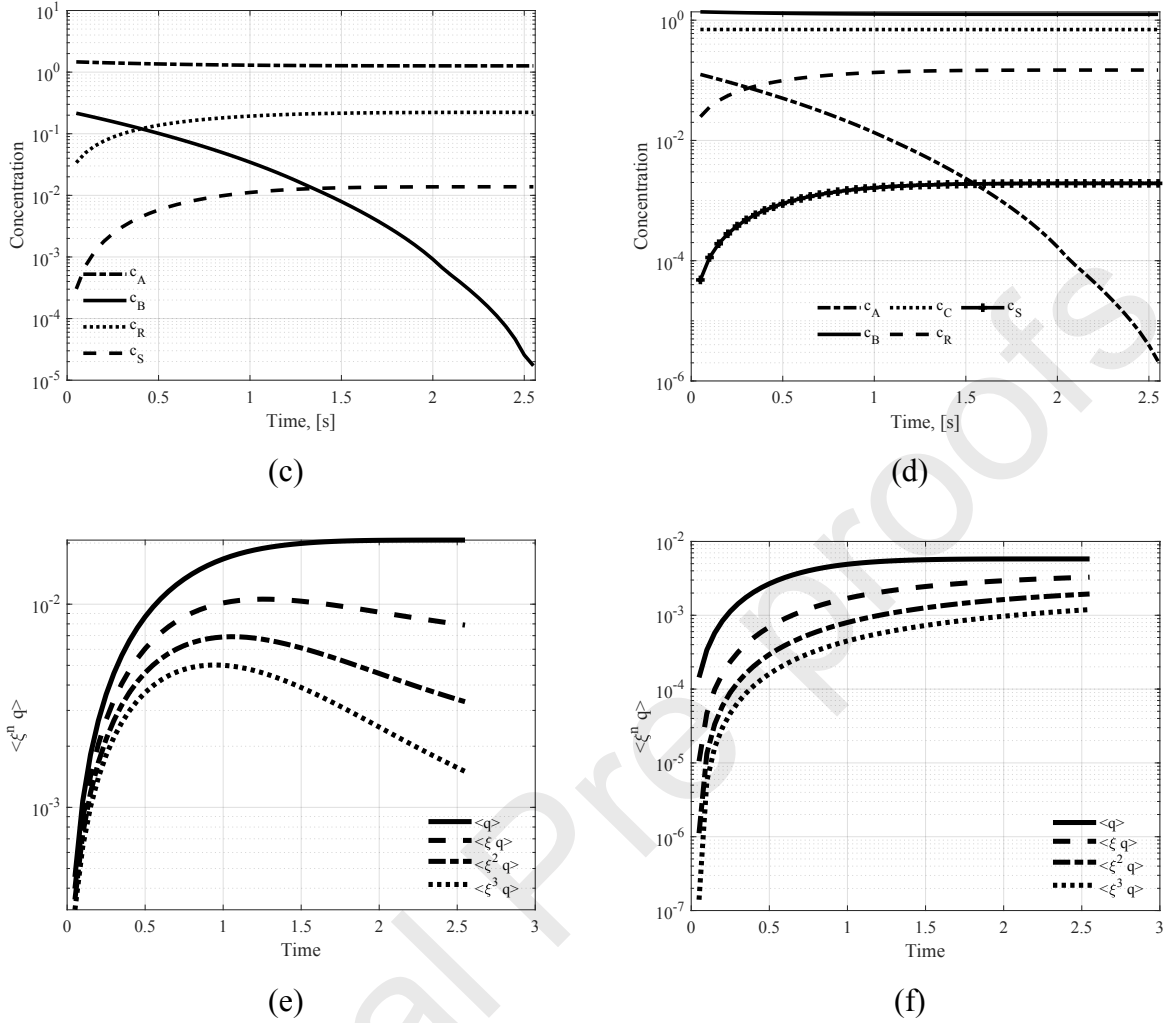 10^1
10^0
10^-1
10^-2
10^-3
10^-4
10^-5
Concentration
c_A
c_B
c_R
c_S
0 0.5 1 1.5 2 2.5
Time, [s]
(c)
10^0
10^-2
10^-4
10^-6
Concentration
c_A c_C c_S
c_B c_R
0 0.5 1 1.5 2 2.5
Time, [s]
(d)
10^-2
10^-3
<ξ^n q>
<q>
<ξ q>
<ξ^2 q>
<ξ^3 q>
0 0.5 1 1.5 2 2.5 3
Time
(e)
10^-2
10^-3
10^-4
10^-5
10^-6
10^-7
<ξ^n q>
<q>
<ξ q>
<ξ^2 q>
<ξ^3 q>
0 0.5 1 1.5 2 2.5 3
Time
(f)
al Pre proofs